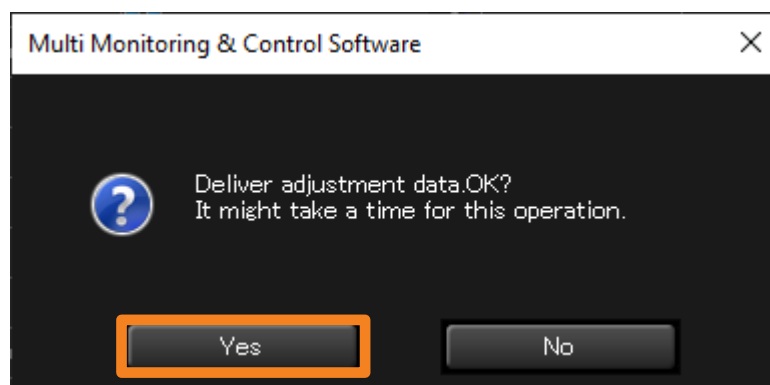 Multi Monitoring & Control Software
Deliver adjustment data.OK?
It might take a time for this operation.
Yes
No